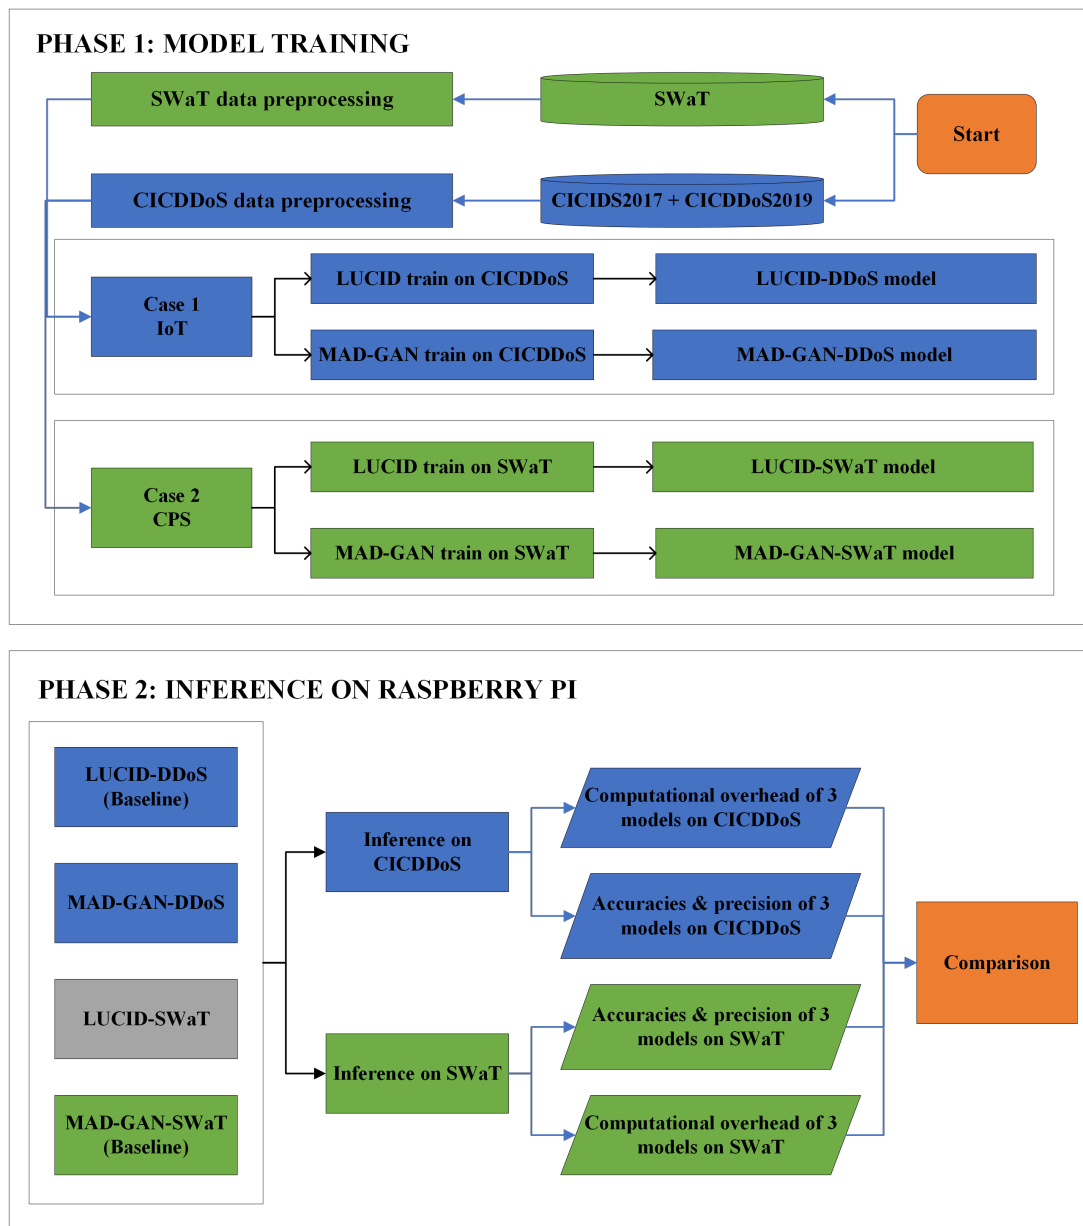 PHASE 1: MODEL TRAINING
SWaT data preprocessing
SWaT
Start
CICDDoS data preprocessing
CICIDS2017 + CICDDoS2019
Case 1
IoT
LUCID train on CICDDoS
LUCID-DDoS model
MAD-GAN train on CICDDoS
MAD-GAN-DDoS model
Case 2
CPS
LUCID train on SWaT
LUCID-SWaT model
MAD-GAN train on SWaT
MAD-GAN-SWaT model
PHASE 2: INFERENCE ON RASPBERRY PI
LUCID-DDoS
(Baseline)
MAD-GAN-DDoS
LUCID-SWaT
MAD-GAN-SWaT
(Baseline)
Inference on
CICDDoS
Inference on SWaT
Computational overhead of 3
models on CICDDoS
Accuracies & precision of 3
models on CICDDoS
Accuracies & precision of 3
models on SWaT
Computational overhead of 3
models on SWaT
Comparison